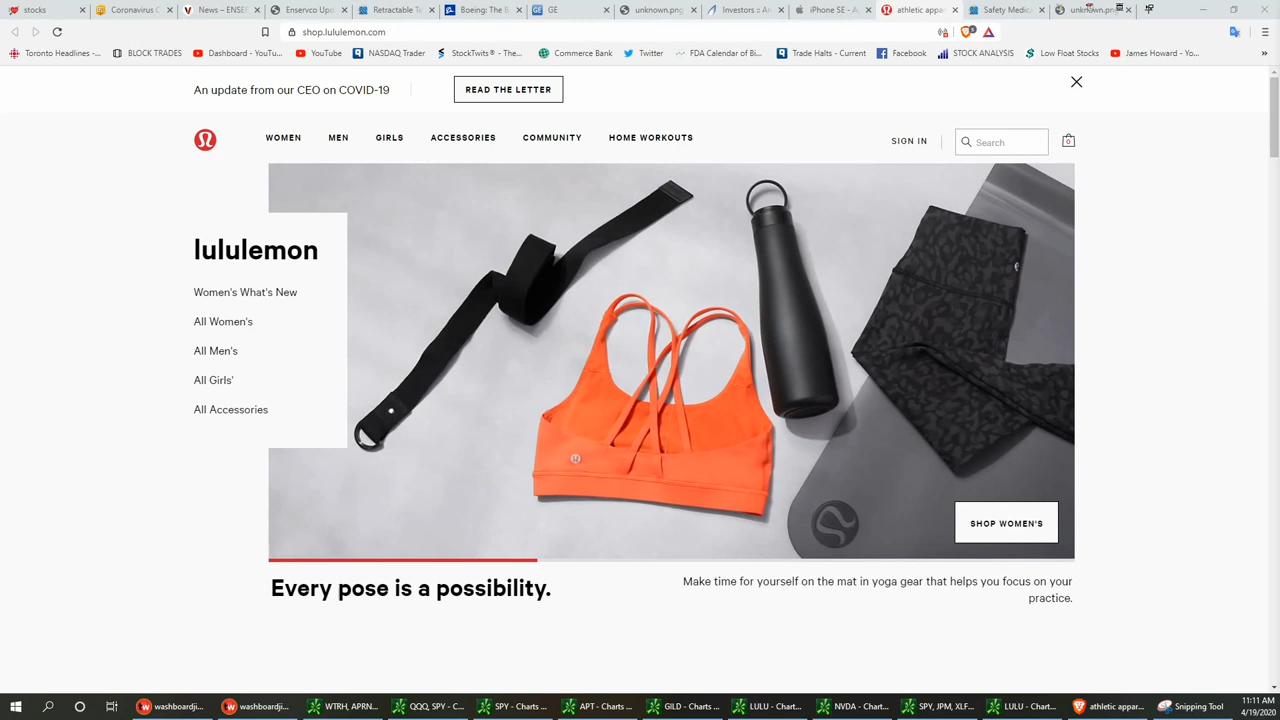 stocks
Coronavirus C
News – ENSER
Enservco Upo
Retractable Te
Boeing: The B
GE
unknown.png
Investors :: An
iPhone SE - Ap
athletic appar
Safety Medica
unknown.png
shop.lululemon.com
Toronto Headlines -...
BLOCK TRADES
Dashboard - YouTu...
YouTube
NASDAQ Trader
StockTwits® - The...
Commerce Bank
Twitter
FDA Calendar of Bi...
Trade Halts - Current
Facebook
STOCK ANALYSIS
Low Float Stocks
James Howard - Yo...
An update from our CEO on COVID-19
READ THE LETTER
WOMEN
MEN
GIRLS
ACCESSORIES
COMMUNITY
HOME WORKOUTS
SIGN IN
Search
0
lululemon
Women's What's New
All Women's
All Men's
All Girls'
All Accessories
SHOP WOMEN'S
Every pose is a possibility.
Make time for yourself on the mat in yoga gear that helps you focus on your
practice.
washboardji...
washboardji...
WTRH, APRN...
QQQ, SPY - C...
SPY - Charts ...
APT - Charts ...
GILD - Charts ...
LULU - Chart...
NVDA - Chart...
SPY, JPM, XLF...
LULU - Chart...
athletic appar...
Snipping Tool
11:11 AM
4/19/2020